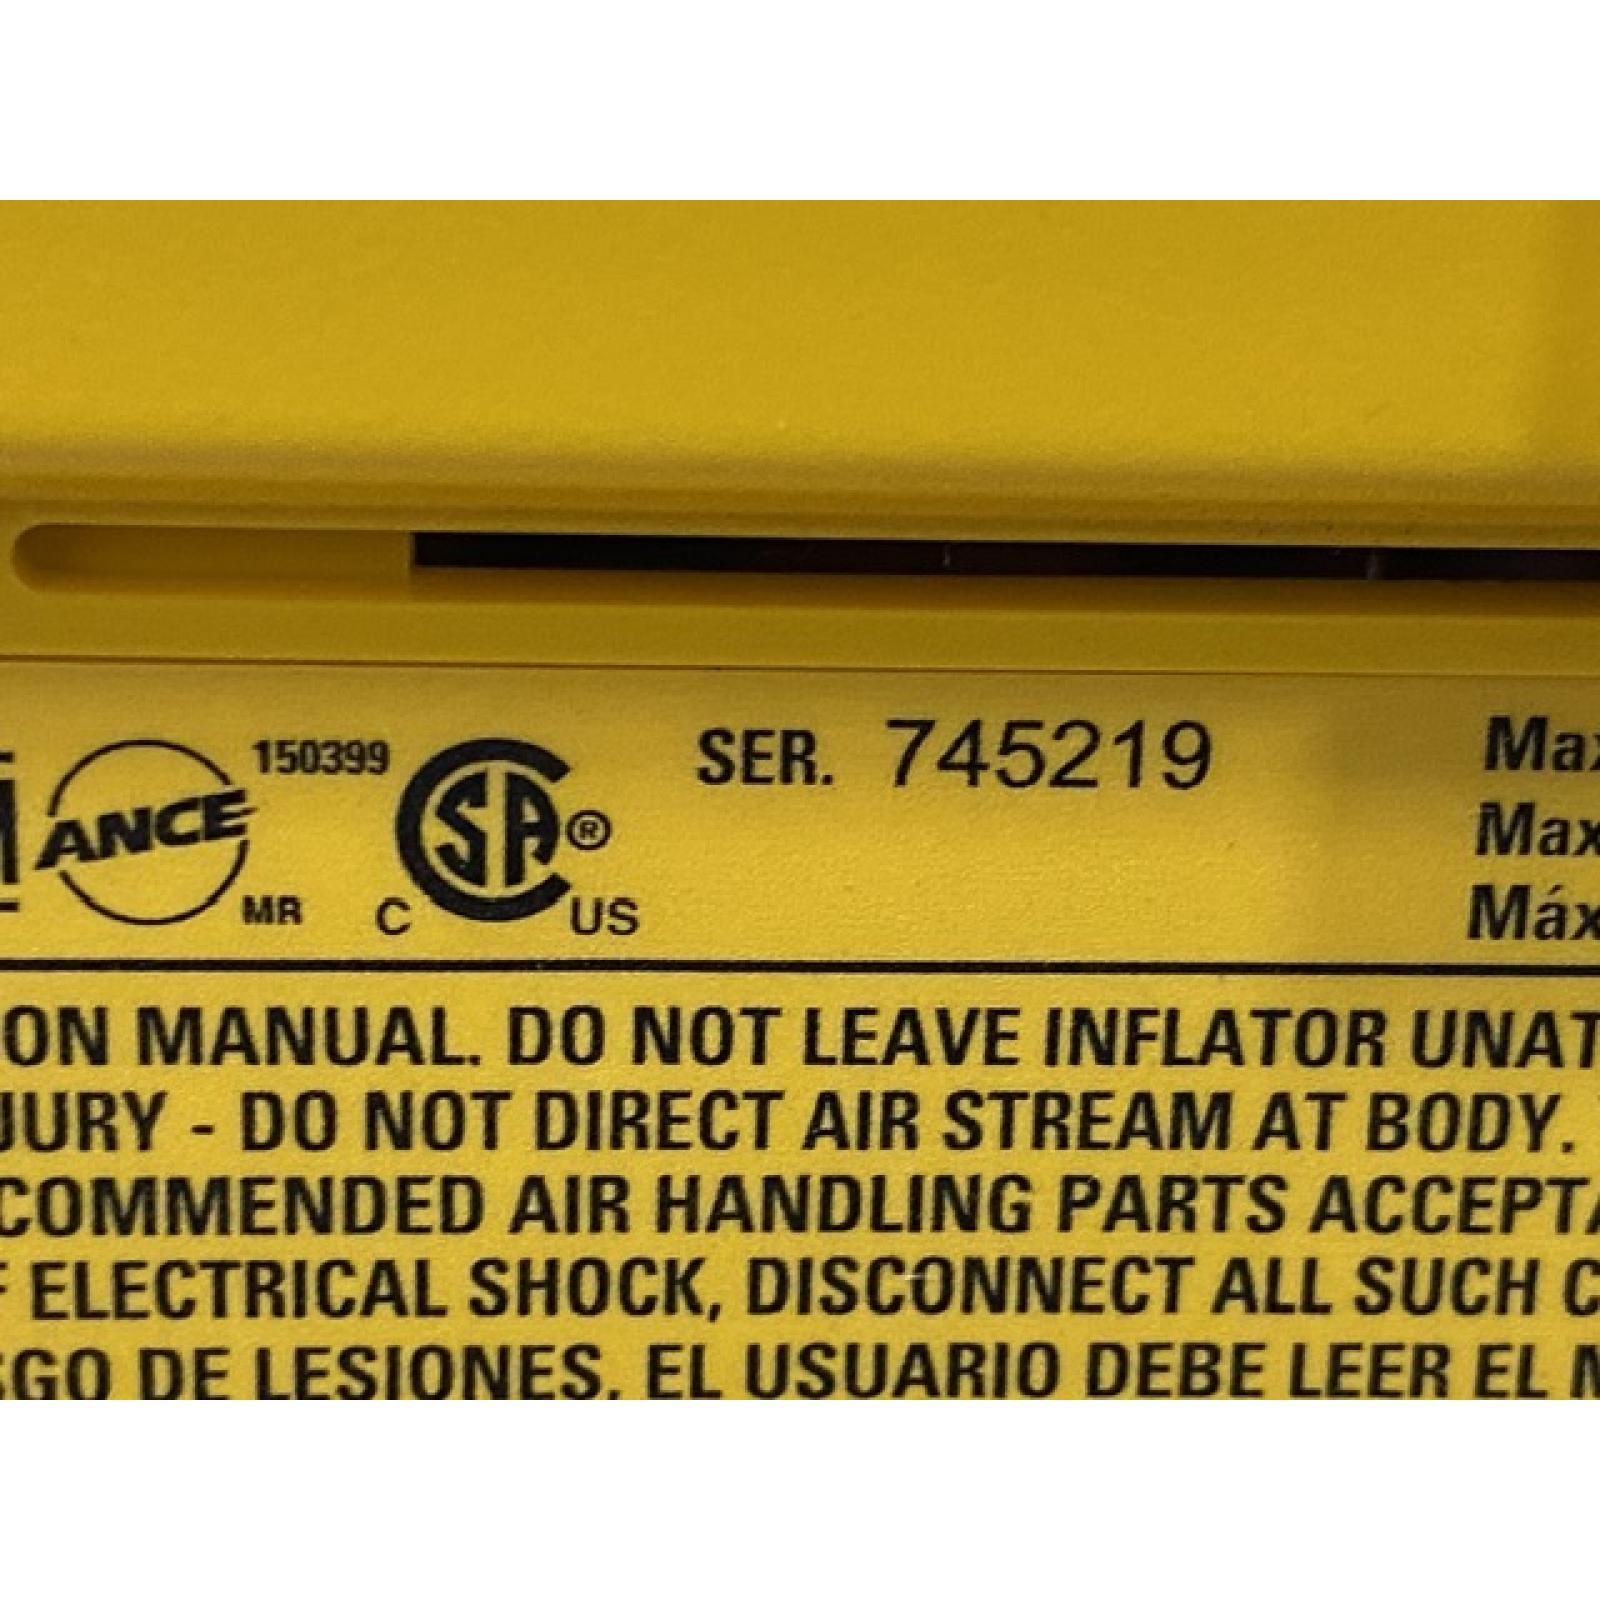 ANCE 150399 MR
C CSA ® US
SER. 745219
Max
Max
Máx
ON MANUAL. DO NOT LEAVE INFLATOR UNAT
JURY - DO NOT DIRECT AIR STREAM AT BODY.
COMMENDED AIR HANDLING PARTS ACCEPTA
F ELECTRICAL SHOCK, DISCONNECT ALL SUCH C
SGO DE LESIONES, EL USUARIO DEBE LEER EL M